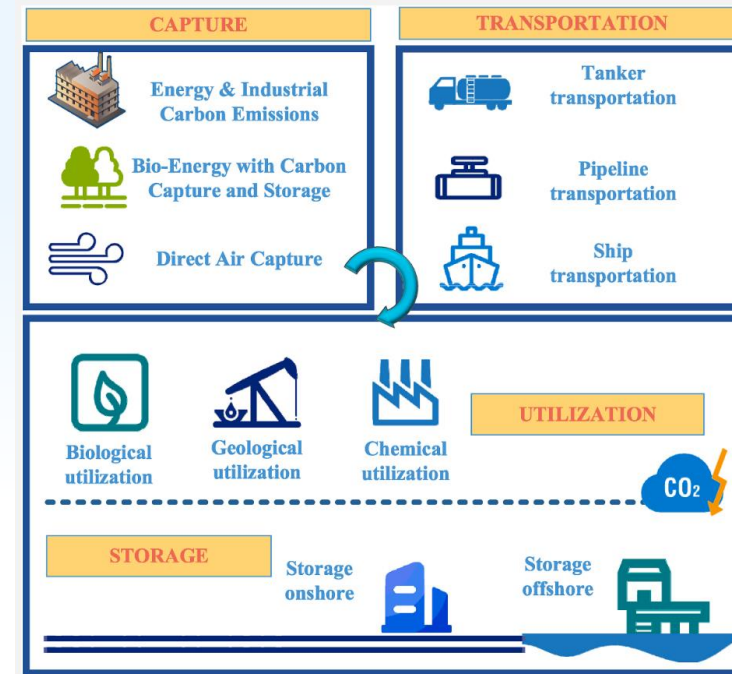 CAPTURE
Energy & Industrial
Carbon Emissions
Bio-Energy with Carbon
Capture and Storage
Direct Air Capture
TRANSPORTATION
Tanker
transportation
Pipeline
transportation
Ship
transportation
Biological
utilization
Geological
utilization
Chemical
utilization
UTILIZATION
CO₂
STORAGE
Storage
onshore
Storage
offshore